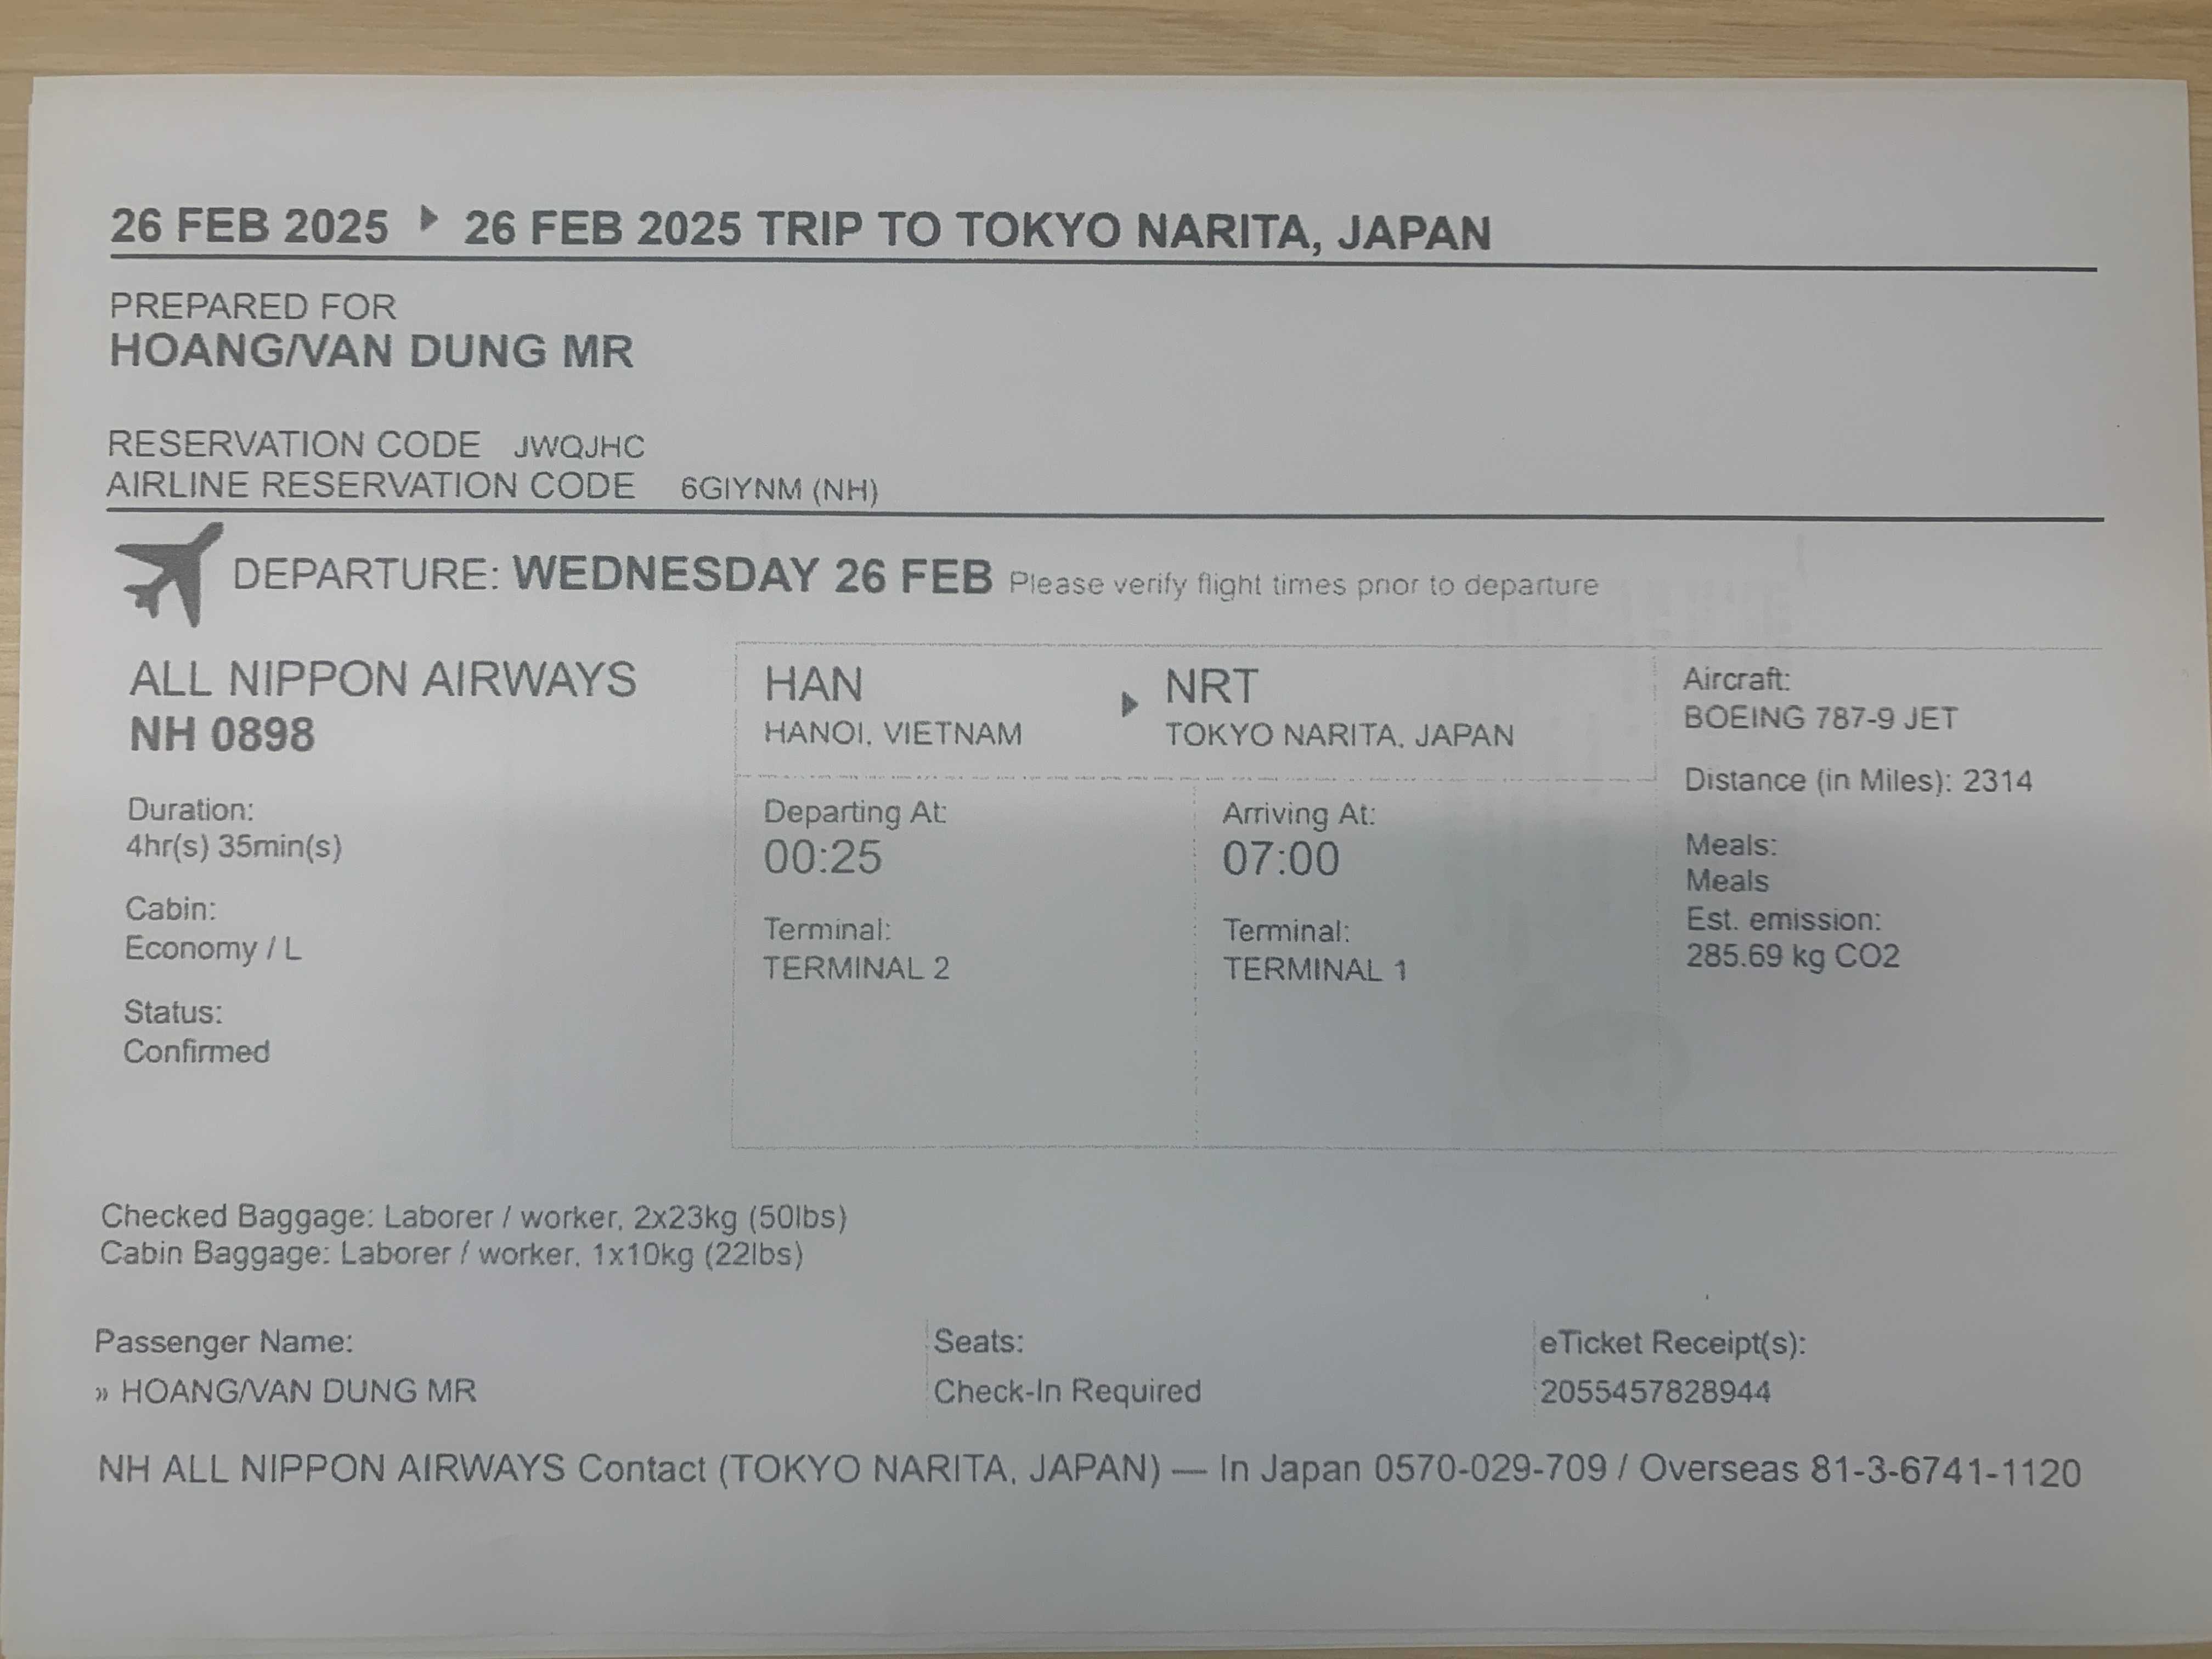 26 FEB 2025 ▸ 26 FEB 2025 TRIP TO TOKYO NARITA, JAPAN
PREPARED FOR
HOANG/VAN DUNG MR
RESERVATION CODE JWQJHC
AIRLINE RESERVATION CODE 6GIYNM (NH)
DEPARTURE: WEDNESDAY 26 FEB Please verify flight times prior to departure
ALL NIPPON AIRWAYS
NH 0898
Duration:
4hr(s) 35min(s)
Cabin:
Economy / L
Status:
Confirmed
HAN
HANOI, VIETNAM
▸ NRT
TOKYO NARITA, JAPAN
Departing At:
00:25
Terminal:
TERMINAL 2
Arriving At:
07:00
Terminal:
TERMINAL 1
Aircraft:
BOEING 787-9 JET
Distance (in Miles): 2314
Meals:
Meals
Est. emission:
285.69 kg CO2
Checked Baggage: Laborer / worker, 2x23kg (50lbs)
Cabin Baggage: Laborer / worker, 1x10kg (22lbs)
Passenger Name:
» HOANG/VAN DUNG MR
Seats:
Check-In Required
eTicket Receipt(s):
2055457828944
NH ALL NIPPON AIRWAYS Contact (TOKYO NARITA, JAPAN) — In Japan 0570-029-709 / Overseas 81-3-6741-1120